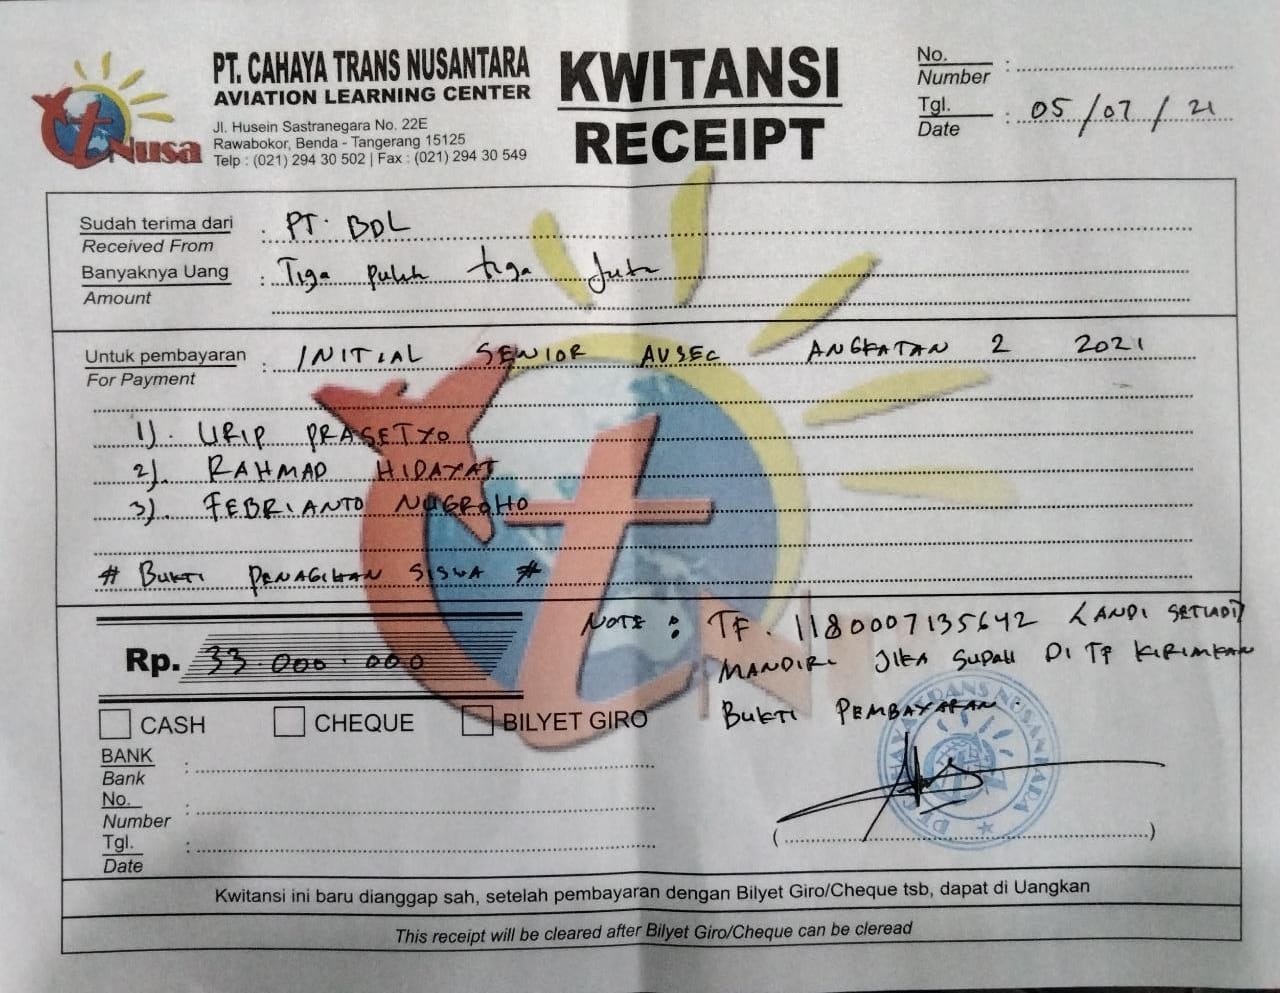 tNusa
PT. CAHAYA TRANS NUSANTARA
AVIATION LEARNING CENTER
Jl. Husein Sastranegara No. 22E
Rawabokor, Benda - Tangerang 15125
Telp : (021) 294 30 502 | Fax : (021) 294 30 549
KWITANSI
RECEIPT
No. :
Number
Tgl. : 05/07/21
Date
Sudah terima dari : PT. BDL
Received From
Banyaknya Uang : Tiga puluh tiga Juta
Amount
Untuk pembayaran : INITIAL SENIOR AVSEC ANGKATAN 2 2021
For Payment
1). URIP PRASETYO
2). RAHMAD HIDAYAT
3). FEBRIANTO NUGROHO
# BUKTI PENAGIHAN SISWA #
Rp. 33.000.000
NOTE : TF. 1180007135642 (ANDI SETIADI)
MANDIRI JIKA SUDAH DI TF KIRIMKAN
BUKTI PEMBAYARAN.
CASH CHEQUE BILYET GIRO
BANK :
Bank
No. :
Number
Tgl. :
Date
PT CAHAYA TRANS NUSANTARA
(                    )
Kwitansi ini baru dianggap sah, setelah pembayaran dengan Bilyet Giro/Cheque tsb, dapat di Uangkan
This receipt will be cleared after Bilyet Giro/Cheque can be cleread